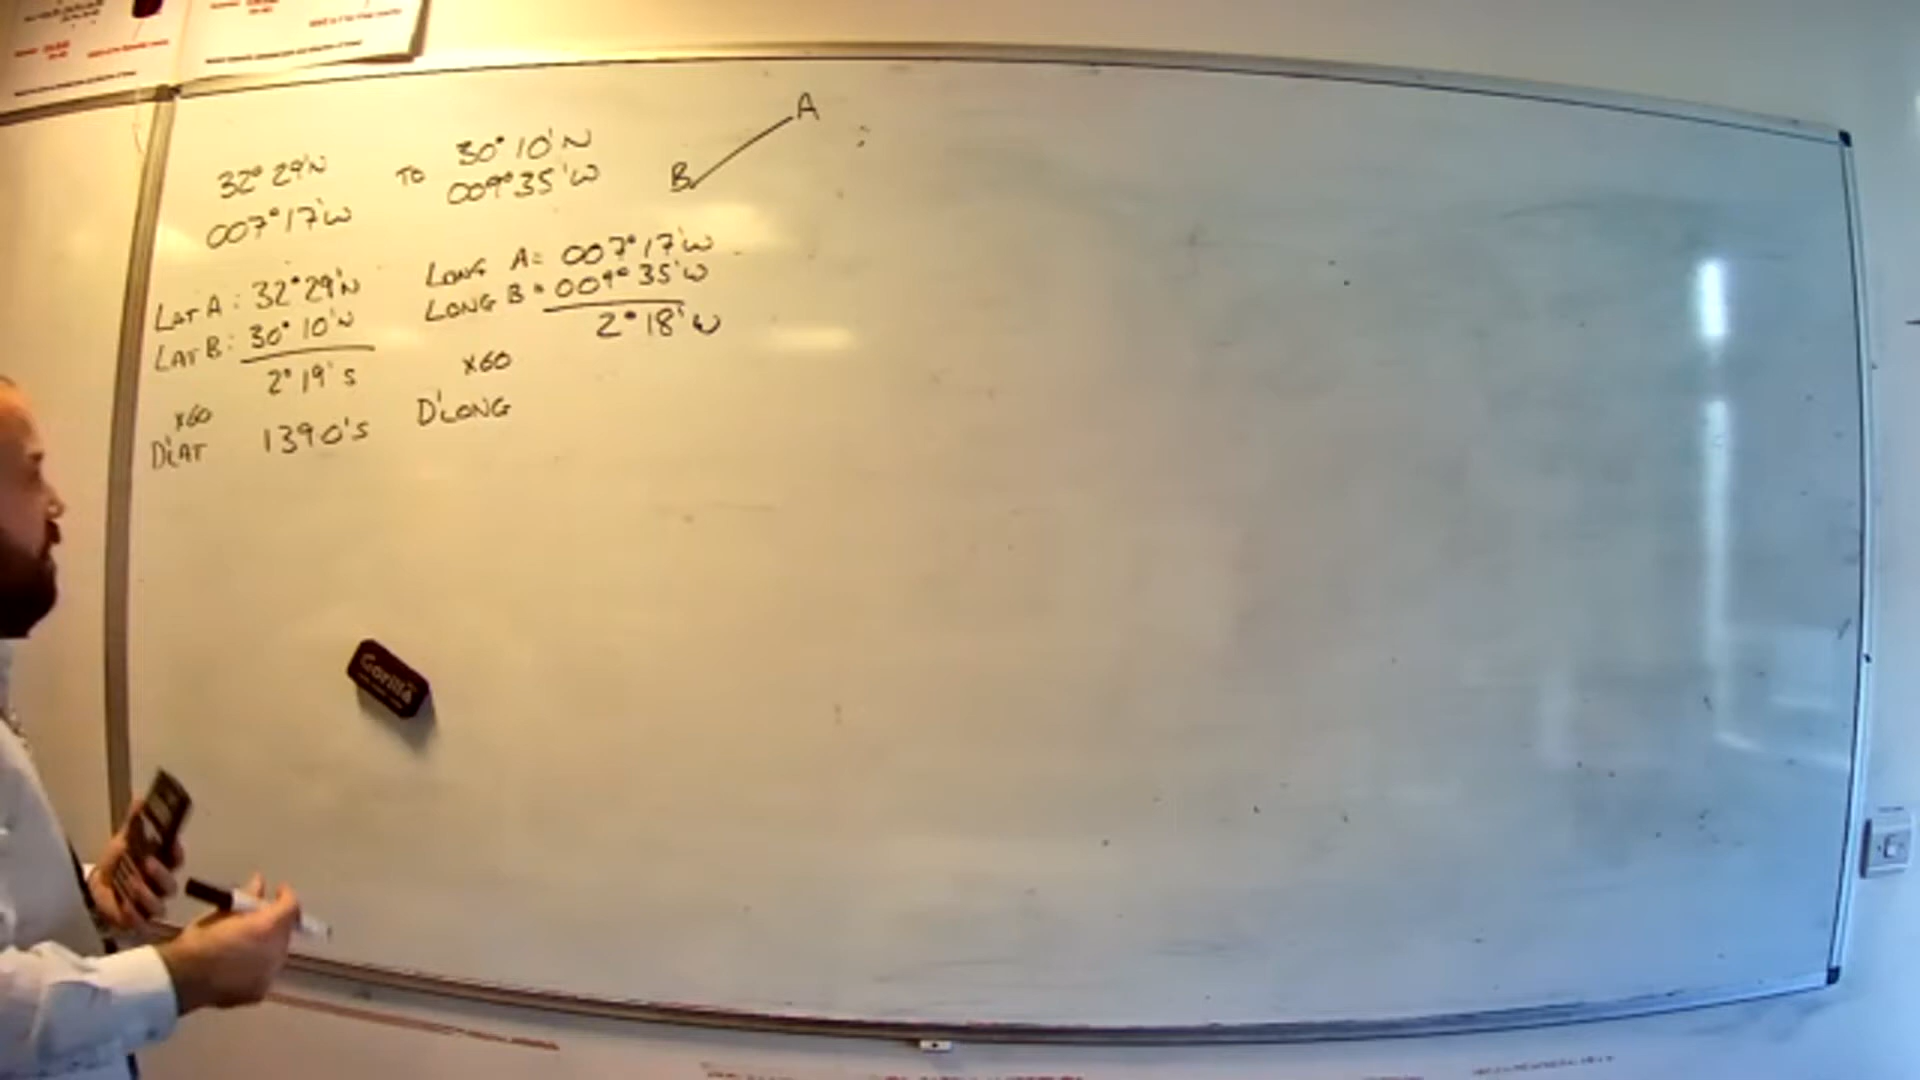 32° 29'N TO 30° 10'N
007° 17'W 009° 35'W
A
B
LAT A: 32° 29'N
LAT B: 30° 10'N
2° 19' S
x60
D'LAT 1390'S
LONG A= 007° 17'W
LONG B= 009° 35'W
2° 18' W
x60
D'LONG
Gorilla